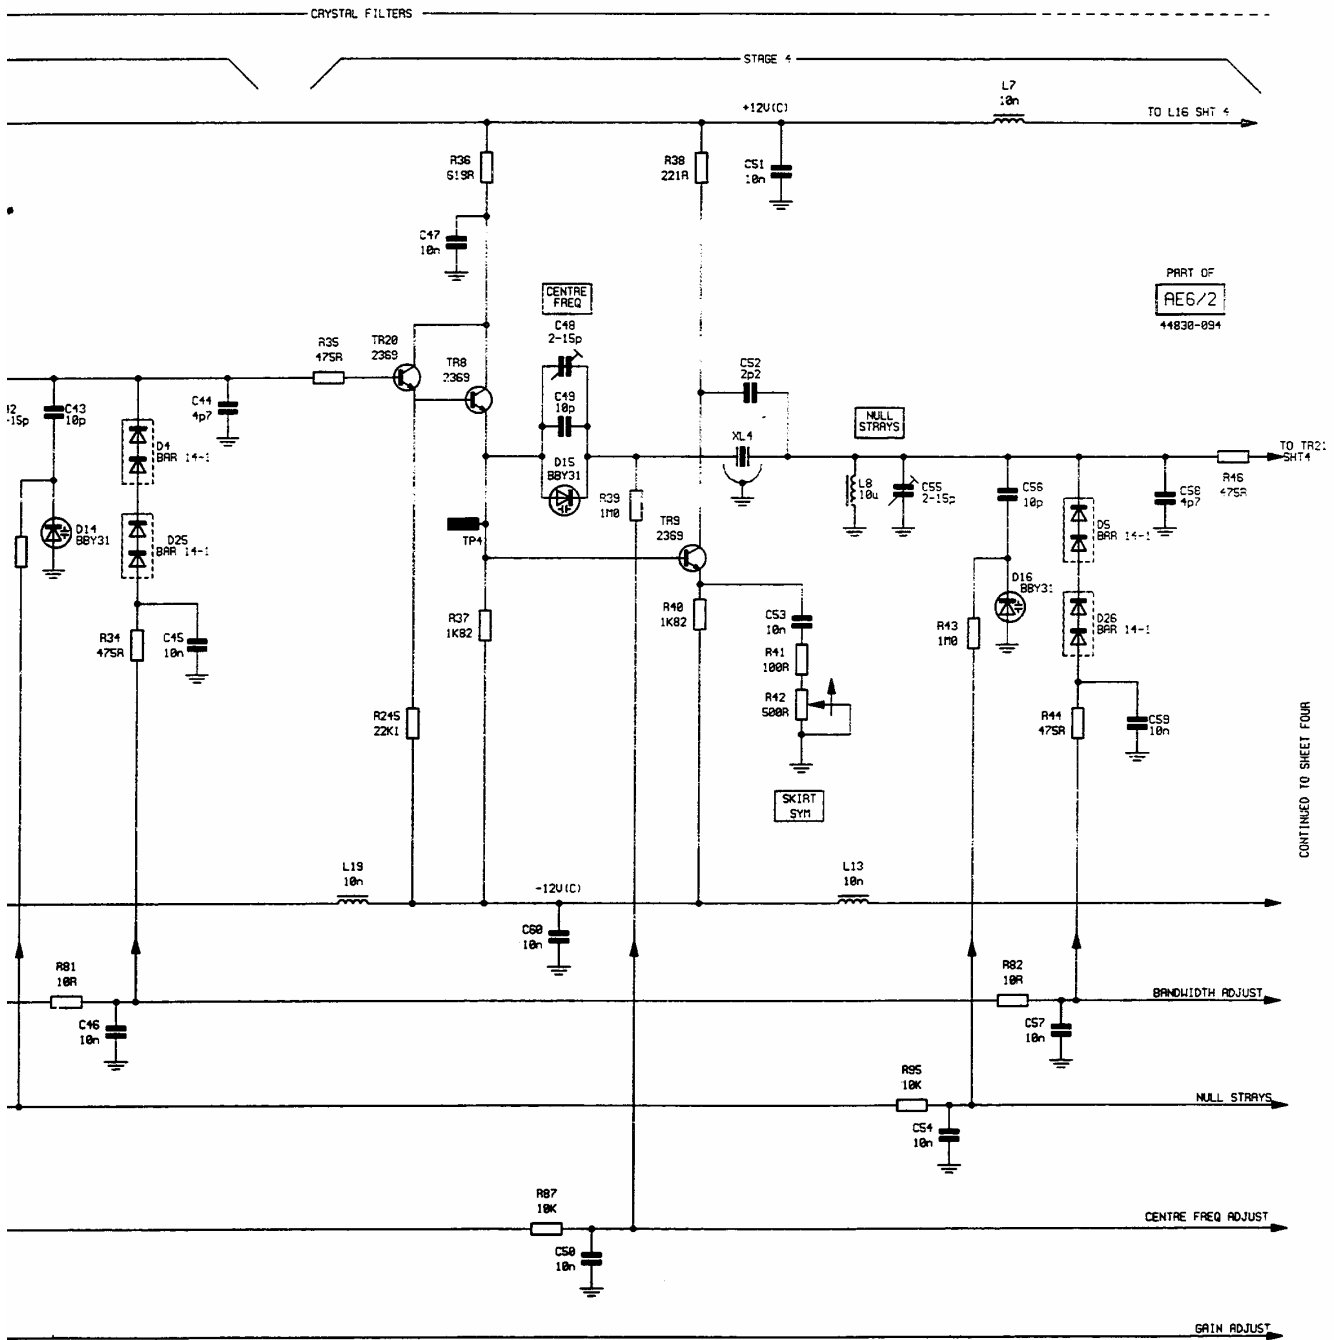 CRYSTAL FILTERS
STAGE 4
L7
10n
+12V(C)
TO L16 SHT 4
R36
619R
R38
221R
C51
10n
C47
10n
PART OF
AE6/2
44830-094
CENTRE
FREQ
C48
2-15p
R35
475R
TR20
2369
TR8
2369
C52
2p2
C49
10p
C43
10p
-15p
C44
4p7
D4
BAR 14-1
NULL
STRAYS
XL4
TO TR21
SHT4
D15
BBY31
R39
1M0
L8
10u
C55
2-15p
C56
10p
C58
4p7
R46
475R
D14
BBY31
D25
BAR 14-1
TP4
TR9
2369
D5
BAR 14-1
D16
BBY31
R37
1K82
R40
1K82
C53
10n
R43
1M0
D26
BAR 14-1
R34
475R
C45
10n
R41
100R
R42
500R
R245
22K1
R44
475R
C59
10n
SKIRT
SYM
CONTINUED TO SHEET FOUR
L19
10n
-12V(C)
L13
10n
C60
10n
R81
10R
R82
10R
BANDWIDTH ADJUST
C46
10n
C57
10n
R95
10K
NULL STRAYS
C54
10n
R87
10K
CENTRE FREQ ADJUST
C50
10n
GAIN ADJUST